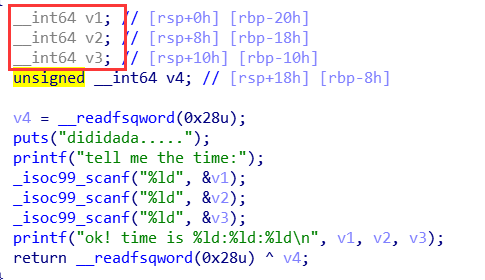 __int64 v1; // [rsp+0h] [rbp-20h]
__int64 v2; // [rsp+8h] [rbp-18h]
__int64 v3; // [rsp+10h] [rbp-10h]
unsigned __int64 v4; // [rsp+18h] [rbp-8h]
v4 = __readfsqword(0x28u);
puts("dididada.....");
printf("tell me the time:");
_isoc99_scanf("%ld", &v1);
_isoc99_scanf("%ld", &v2);
_isoc99_scanf("%ld", &v3);
printf("ok! time is %ld:%ld:%ld\n", v1, v2, v3);
return __readfsqword(0x28u) ^ v4;